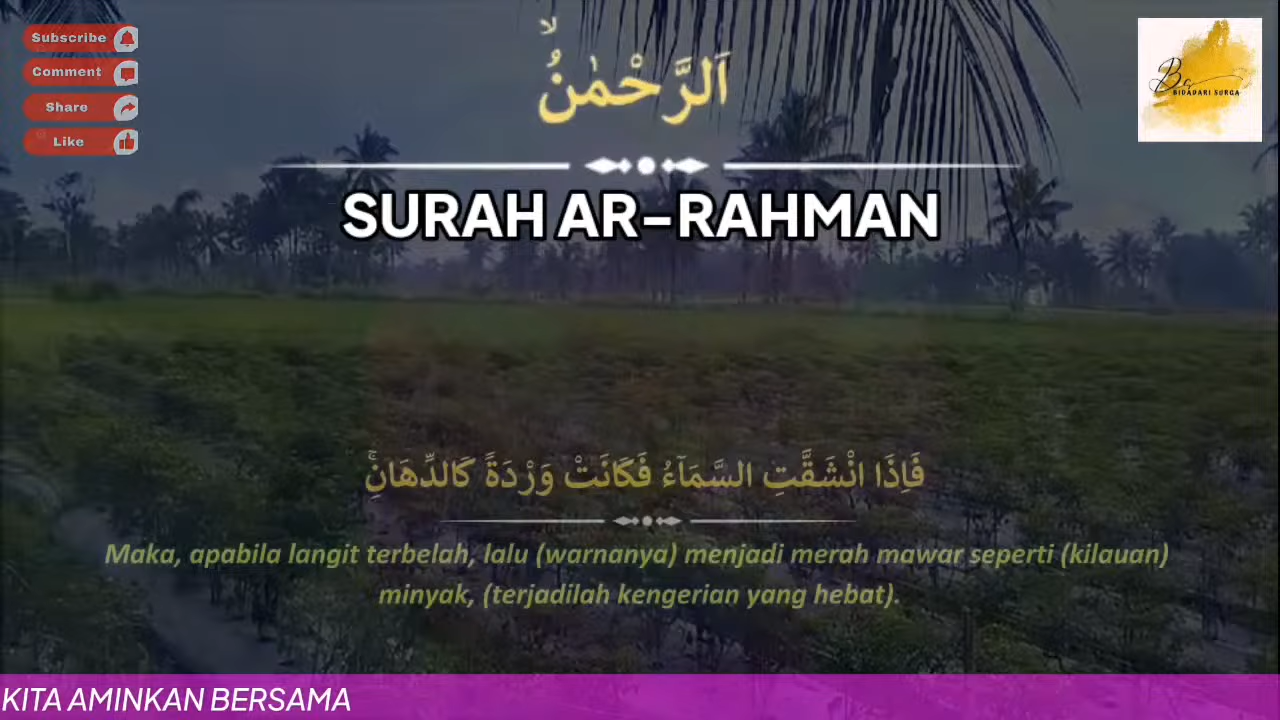 Subscribe
Comment
Share
Like
اَلرَّحْمٰنُۙ
BIDADARI SURGA
SURAH AR-RAHMAN
فَاِذَا انْشَقَّتِ السَّمَاۤءُ فَكَانَتْ وَرْدَةً كَالدِّهَانِۚ
Maka, apabila langit terbelah, lalu (warnanya) menjadi merah mawar seperti (kilauan)
minyak, (terjadilah kengerian yang hebat).
KITA AMINKAN BERSAMA